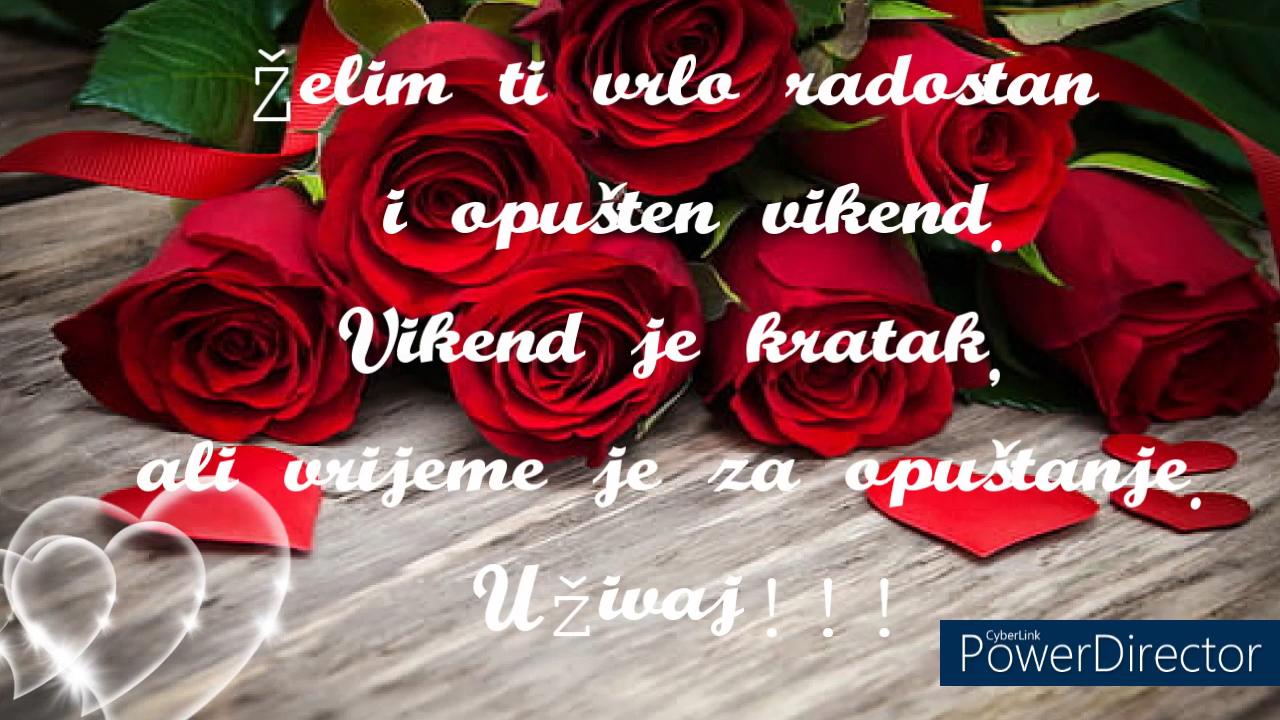 Želim ti vrlo radostan
i opušten vikend.
Vikend je kratak,
ali vrijeme je za opuštanje.
Uživaj!!!
CyberLink
PowerDirector